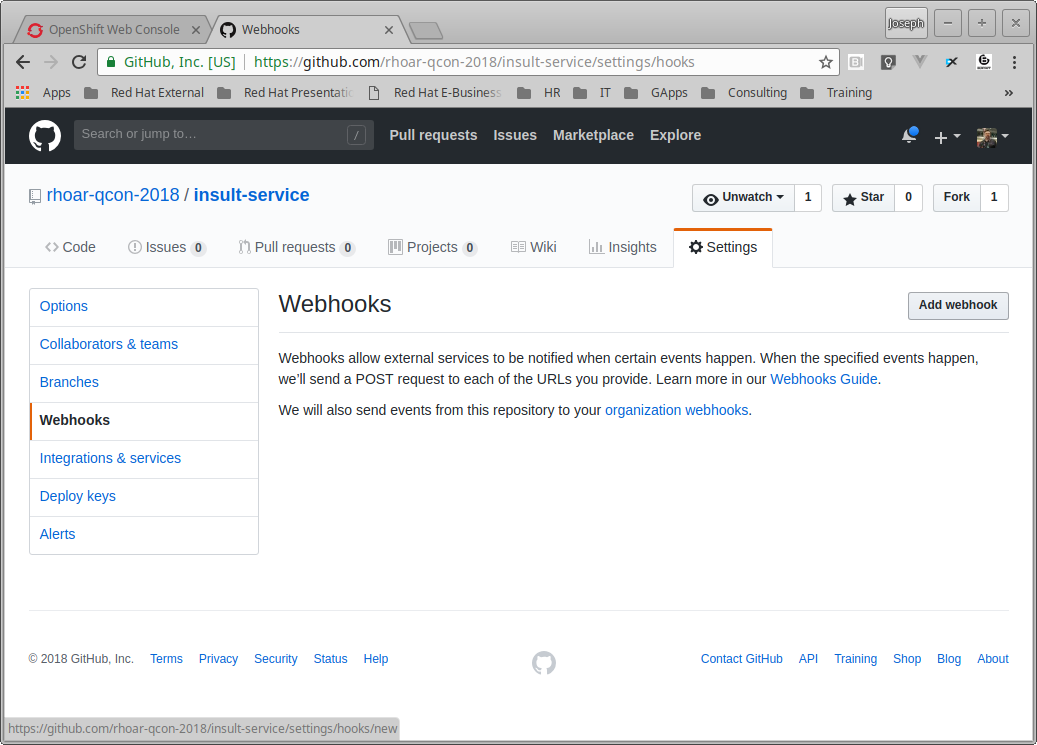 OpenShift Web Console
Webhooks
Joseph
GitHub, Inc. [US] https://github.com/rhoar-qcon-2018/insult-service/settings/hooks
Apps Red Hat External Red Hat Presentatic Red Hat E-Business HR IT GApps Consulting Training »
Search or jump to… / Pull requests Issues Marketplace Explore
rhoar-qcon-2018 / insult-service Unwatch 1 Star 0 Fork 1
Code Issues 0 Pull requests 0 Projects 0 Wiki Insights Settings
Options
Collaborators & teams
Branches
Webhooks
Integrations & services
Deploy keys
Alerts
Webhooks Add webhook
Webhooks allow external services to be notified when certain events happen. When the specified events happen,
we’ll send a POST request to each of the URLs you provide. Learn more in our Webhooks Guide.
We will also send events from this repository to your organization webhooks.
© 2018 GitHub, Inc. Terms Privacy Security Status Help Contact GitHub API Training Shop Blog About
https://github.com/rhoar-qcon-2018/insult-service/settings/hooks/new